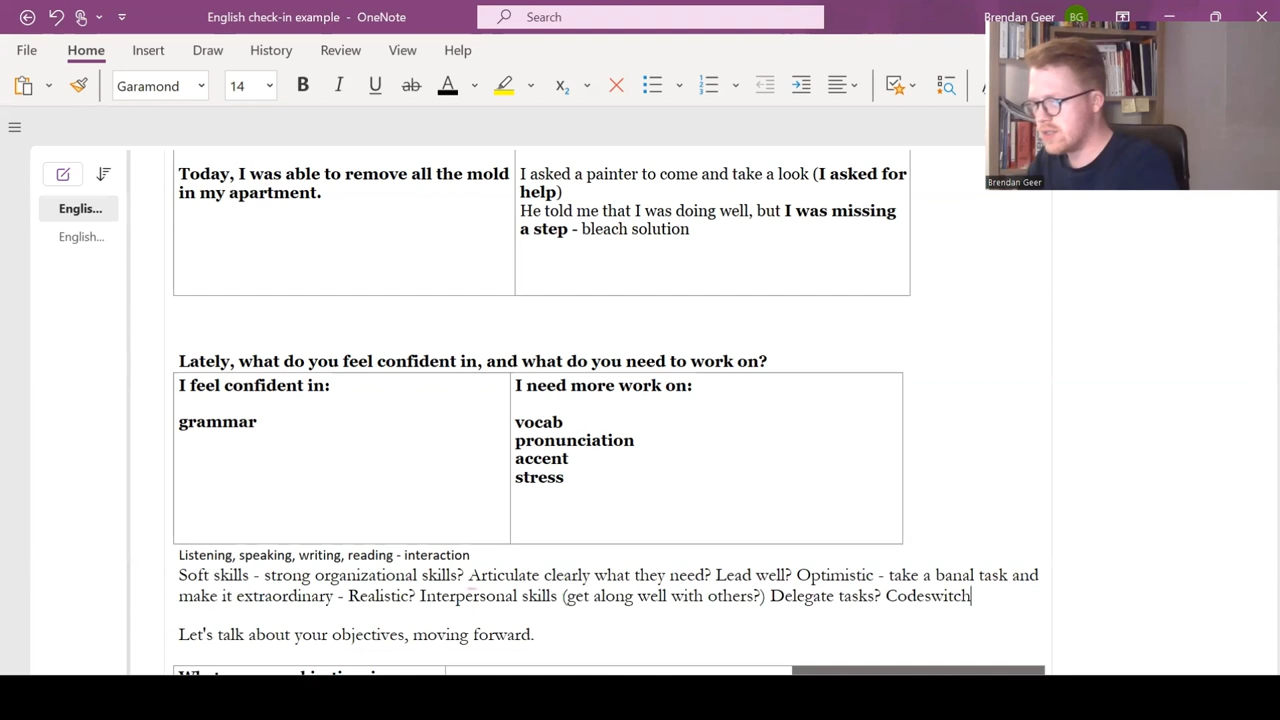 English check-in example - OneNote
Search
Brendan Geer
BG
File Home Insert Draw History Review View Help
Garamond 14 B I U ab A x₂ A
Brendan Geer
Today, I was able to remove all the mold
in my apartment.
I asked a painter to come and take a look (I asked for
help)
He told me that I was doing well, but I was missing
a step - bleach solution
Englis...
English...
Lately, what do you feel confident in, and what do you need to work on?
I feel confident in:
grammar
I need more work on:
vocab
pronunciation
accent
stress
Listening, speaking, writing, reading - interaction
Soft skills - strong organizational skills? Articulate clearly what they need? Lead well? Optimistic - take a banal task and
make it extraordinary - Realistic? Interpersonal skills (get along well with others?) Delegate tasks? Codeswitch
Let's talk about your objectives, moving forward.